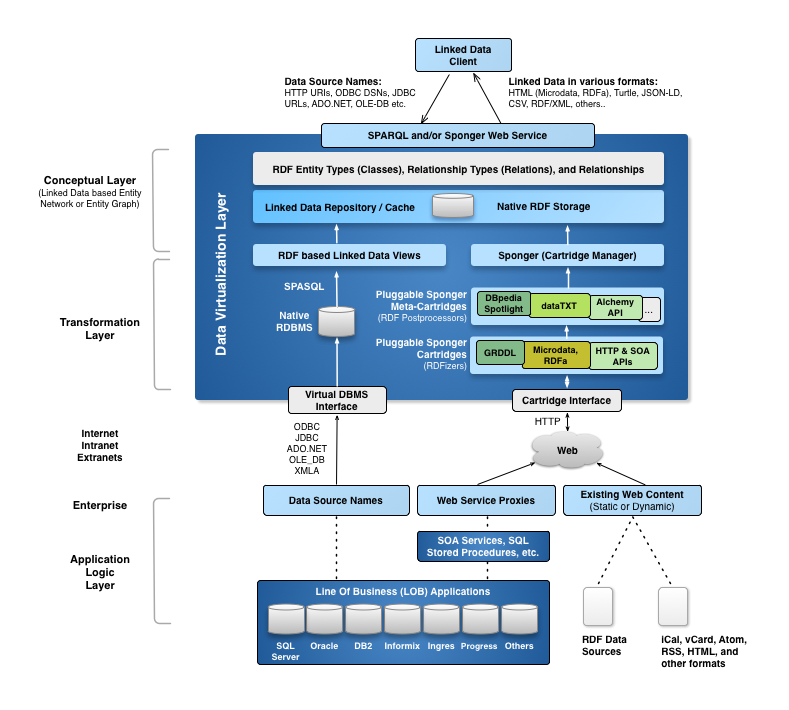 Linked Data
Client
Data Source Names:
HTTP URIs, ODBC DSNs, JDBC
URLs, ADO.NET, OLE-DB etc.
Linked Data in various formats:
HTML (Microdata, RDFa), Turtle, JSON-LD,
CSV, RDF/XML, others..
SPARQL and/or Sponger Web Service
Conceptual Layer
(Linked Data based Entity
Network or Entity Graph)
Data Virtualization Layer
RDF Entity Types (Classes), Relationship Types (Relations), and Relationships
Linked Data Repository / Cache
Native RDF Storage
RDF based Linked Data Views
Sponger (Cartridge Manager)
Transformation
Layer
SPASQL
Native
RDBMS
Pluggable Sponger
Meta-Cartridges
(RDF Postprocessors)
DBpedia
Spotlight
dataTXT
Alchemy
API
...
Pluggable Sponger
Cartridges
(RDFizers)
GRDDL
Microdata,
RDFa
HTTP & SOA
APIs
Virtual DBMS
Interface
Cartridge Interface
Internet
Intranet
Extranets
ODBC
JDBC
ADO.NET
OLE_DB
XMLA
HTTP
Web
Enterprise
Data Source Names
Web Service Proxies
Existing Web Content
(Static or Dynamic)
Application
Logic
Layer
SOA Services, SQL
Stored Procedures, etc.
Line Of Business (LOB) Applications
SQL
Server
Oracle
DB2
Informix
Ingres
Progress
Others
RDF Data
Sources
iCal, vCard, Atom,
RSS, HTML, and
other formats